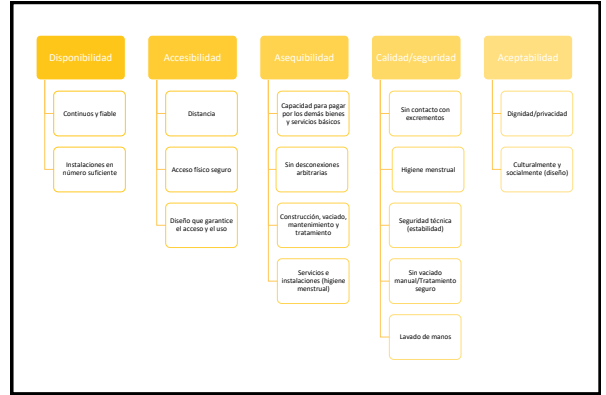 Disponibilidad
Continuos y fiable
Instalaciones en
número suficiente
Accesibilidad
Distancia
Acceso físico seguro
Diseño que garantice
el acceso y el uso
Asequibilidad
Capacidad para pagar
por los demás bienes
y servicios básicos
Sin desconexiones
arbitrarias
Construcción, vaciado,
mantenimiento y
tratamiento
Servicios e
instalaciones (higiene
menstrual)
Calidad/seguridad
Sin contacto con
excrementos
Higiene menstrual
Seguridad técnica
(estabilidad)
Sin vaciado
manual/Tratamiento
seguro
Lavado de manos
Aceptabilidad
Dignidad/privacidad
Culturalmente y
socialmente (diseño)